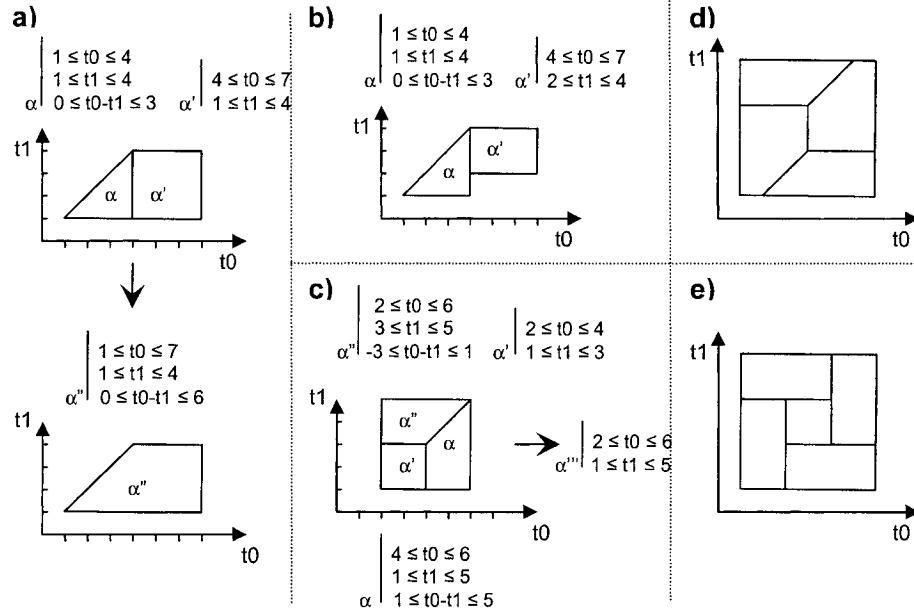 a)
1 ≤ t0 ≤ 4
1 ≤ t1 ≤ 4
α 0 ≤ t0-t1 ≤ 3
4 ≤ t0 ≤ 7
α' 1 ≤ t1 ≤ 4
t1
α
α'
t0
1 ≤ t0 ≤ 7
1 ≤ t1 ≤ 4
α" 0 ≤ t0-t1 ≤ 6
t1
α"
t0
b)
1 ≤ t0 ≤ 4
1 ≤ t1 ≤ 4
α 0 ≤ t0-t1 ≤ 3
4 ≤ t0 ≤ 7
α' 2 ≤ t1 ≤ 4
t1
α
α'
t0
c)
2 ≤ t0 ≤ 6
3 ≤ t1 ≤ 5
α" -3 ≤ t0-t1 ≤ 1
2 ≤ t0 ≤ 4
α' 1 ≤ t1 ≤ 3
t1
α"
α
α'
t0
2 ≤ t0 ≤ 6
α''' 1 ≤ t1 ≤ 5
4 ≤ t0 ≤ 6
1 ≤ t1 ≤ 5
α 1 ≤ t0-t1 ≤ 5
d)
t1
t0
e)
t1
t0